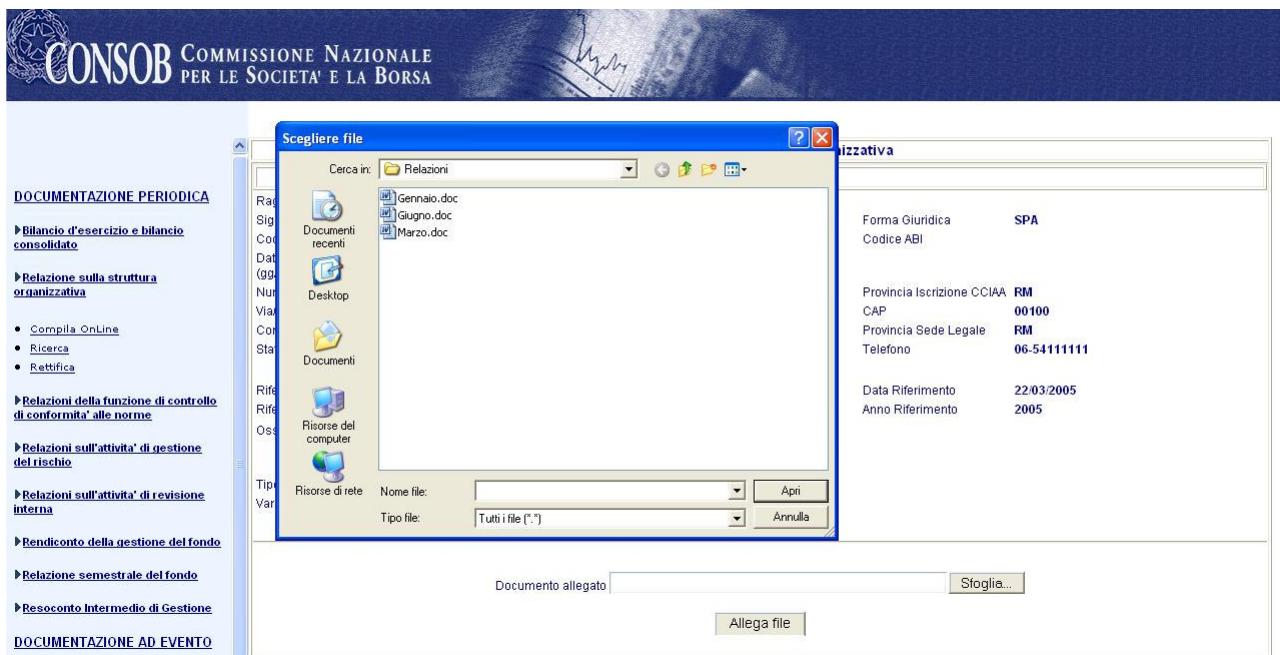 CONSOB COMMISSIONE NAZIONALE
PER LE SOCIETA' E LA BORSA
DOCUMENTAZIONE PERIODICA
Bilancio d'esercizio e bilancio
consolidato
Relazione sulla struttura
organizzativa
Compila OnLine
Ricerca
Rettifica
Relazioni della funzione di controllo
di conformita' alle norme
Relazioni sull'attivita' di gestione
del rischio
Relazioni sull'attivita' di revisione
interna
Rendiconto della gestione del fondo
Relazione semestrale del fondo
Resoconto Intermedio di Gestione
DOCUMENTAZIONE AD EVENTO
Scegliere file
Cerca in: Relazioni
Documenti
recenti
Desktop
Documenti
Risorse del
computer
Risorse di rete
Gennaio.doc
Giugno.doc
Marzo.doc
Nome file: Apri
Tipo file: Tutti i file (*.*) Annulla
Forma Giuridica SPA
Codice ABI
Provincia Iscrizione CCIAA RM
CAP 00100
Provincia Sede Legale RM
Telefono 06-54111111
Data Riferimento 22/03/2005
Anno Riferimento 2005
Documento allegato Sfoglia...
Allega file